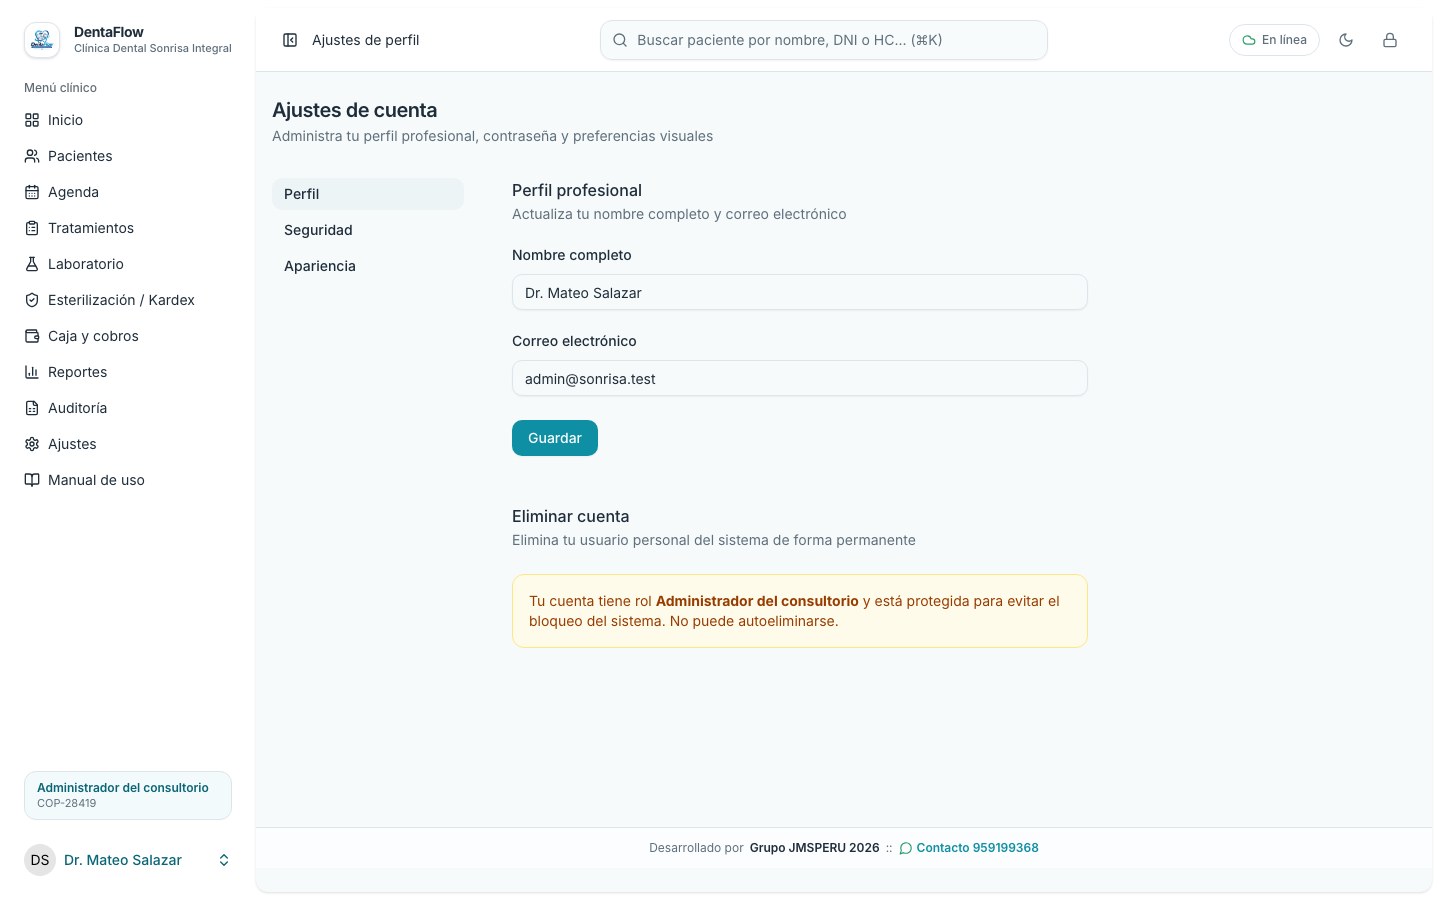 DentaFlow
Clínica Dental Sonrisa Integral
Menú clínico
Inicio
Pacientes
Agenda
Tratamientos
Laboratorio
Esterilización / Kardex
Caja y cobros
Reportes
Auditoría
Ajustes
Manual de uso
Administrador del consultorio
COP-28419
DS Dr. Mateo Salazar
Ajustes de perfil
Buscar paciente por nombre, DNI o HC... (⌘K)
En línea
Ajustes de cuenta
Administra tu perfil profesional, contraseña y preferencias visuales
Perfil
Seguridad
Apariencia
Perfil profesional
Actualiza tu nombre completo y correo electrónico
Nombre completo
Dr. Mateo Salazar
Correo electrónico
admin@sonrisa.test
Guardar
Eliminar cuenta
Elimina tu usuario personal del sistema de forma permanente
Tu cuenta tiene rol Administrador del consultorio y está protegida para evitar el
bloqueo del sistema. No puede autoeliminarse.
Desarrollado por Grupo JMSPERU 2026 :: Contacto 959199368